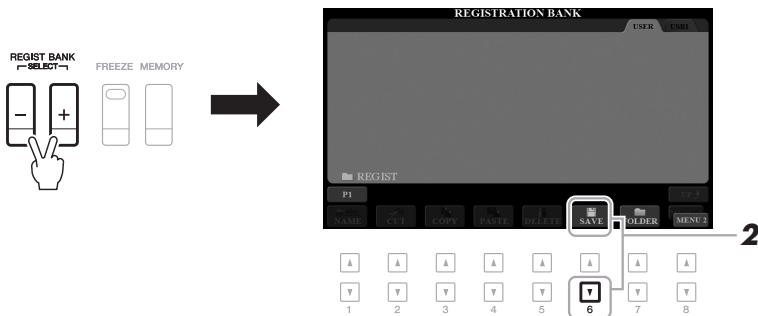 REGIST BANK
SELECT
FREEZE MEMORY
REGISTRATION BANK
USER USB1
REGIST
P1 UP
NAME CUT COPY PASTE DELETE SAVE FOLDER MENU 2
2
1 2 3 4 5 6 7 8